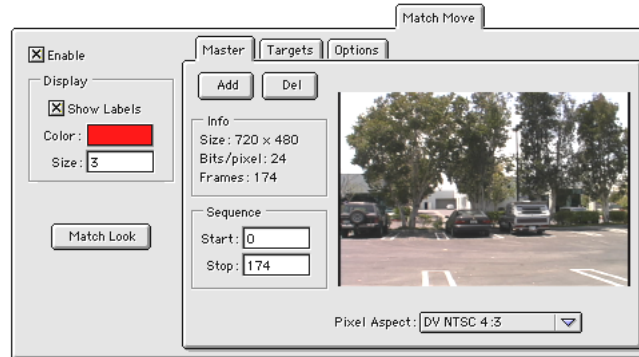 Match Move
Enable
Display
Show Labels
Color:
Size: 3
Match Look
Master Targets Options
Add Del
Info
Size: 720 x 480
Bits/pixel: 24
Frames: 174
Sequence
Start: 0
Stop: 174
Pixel Aspect: DV NTSC 4:3